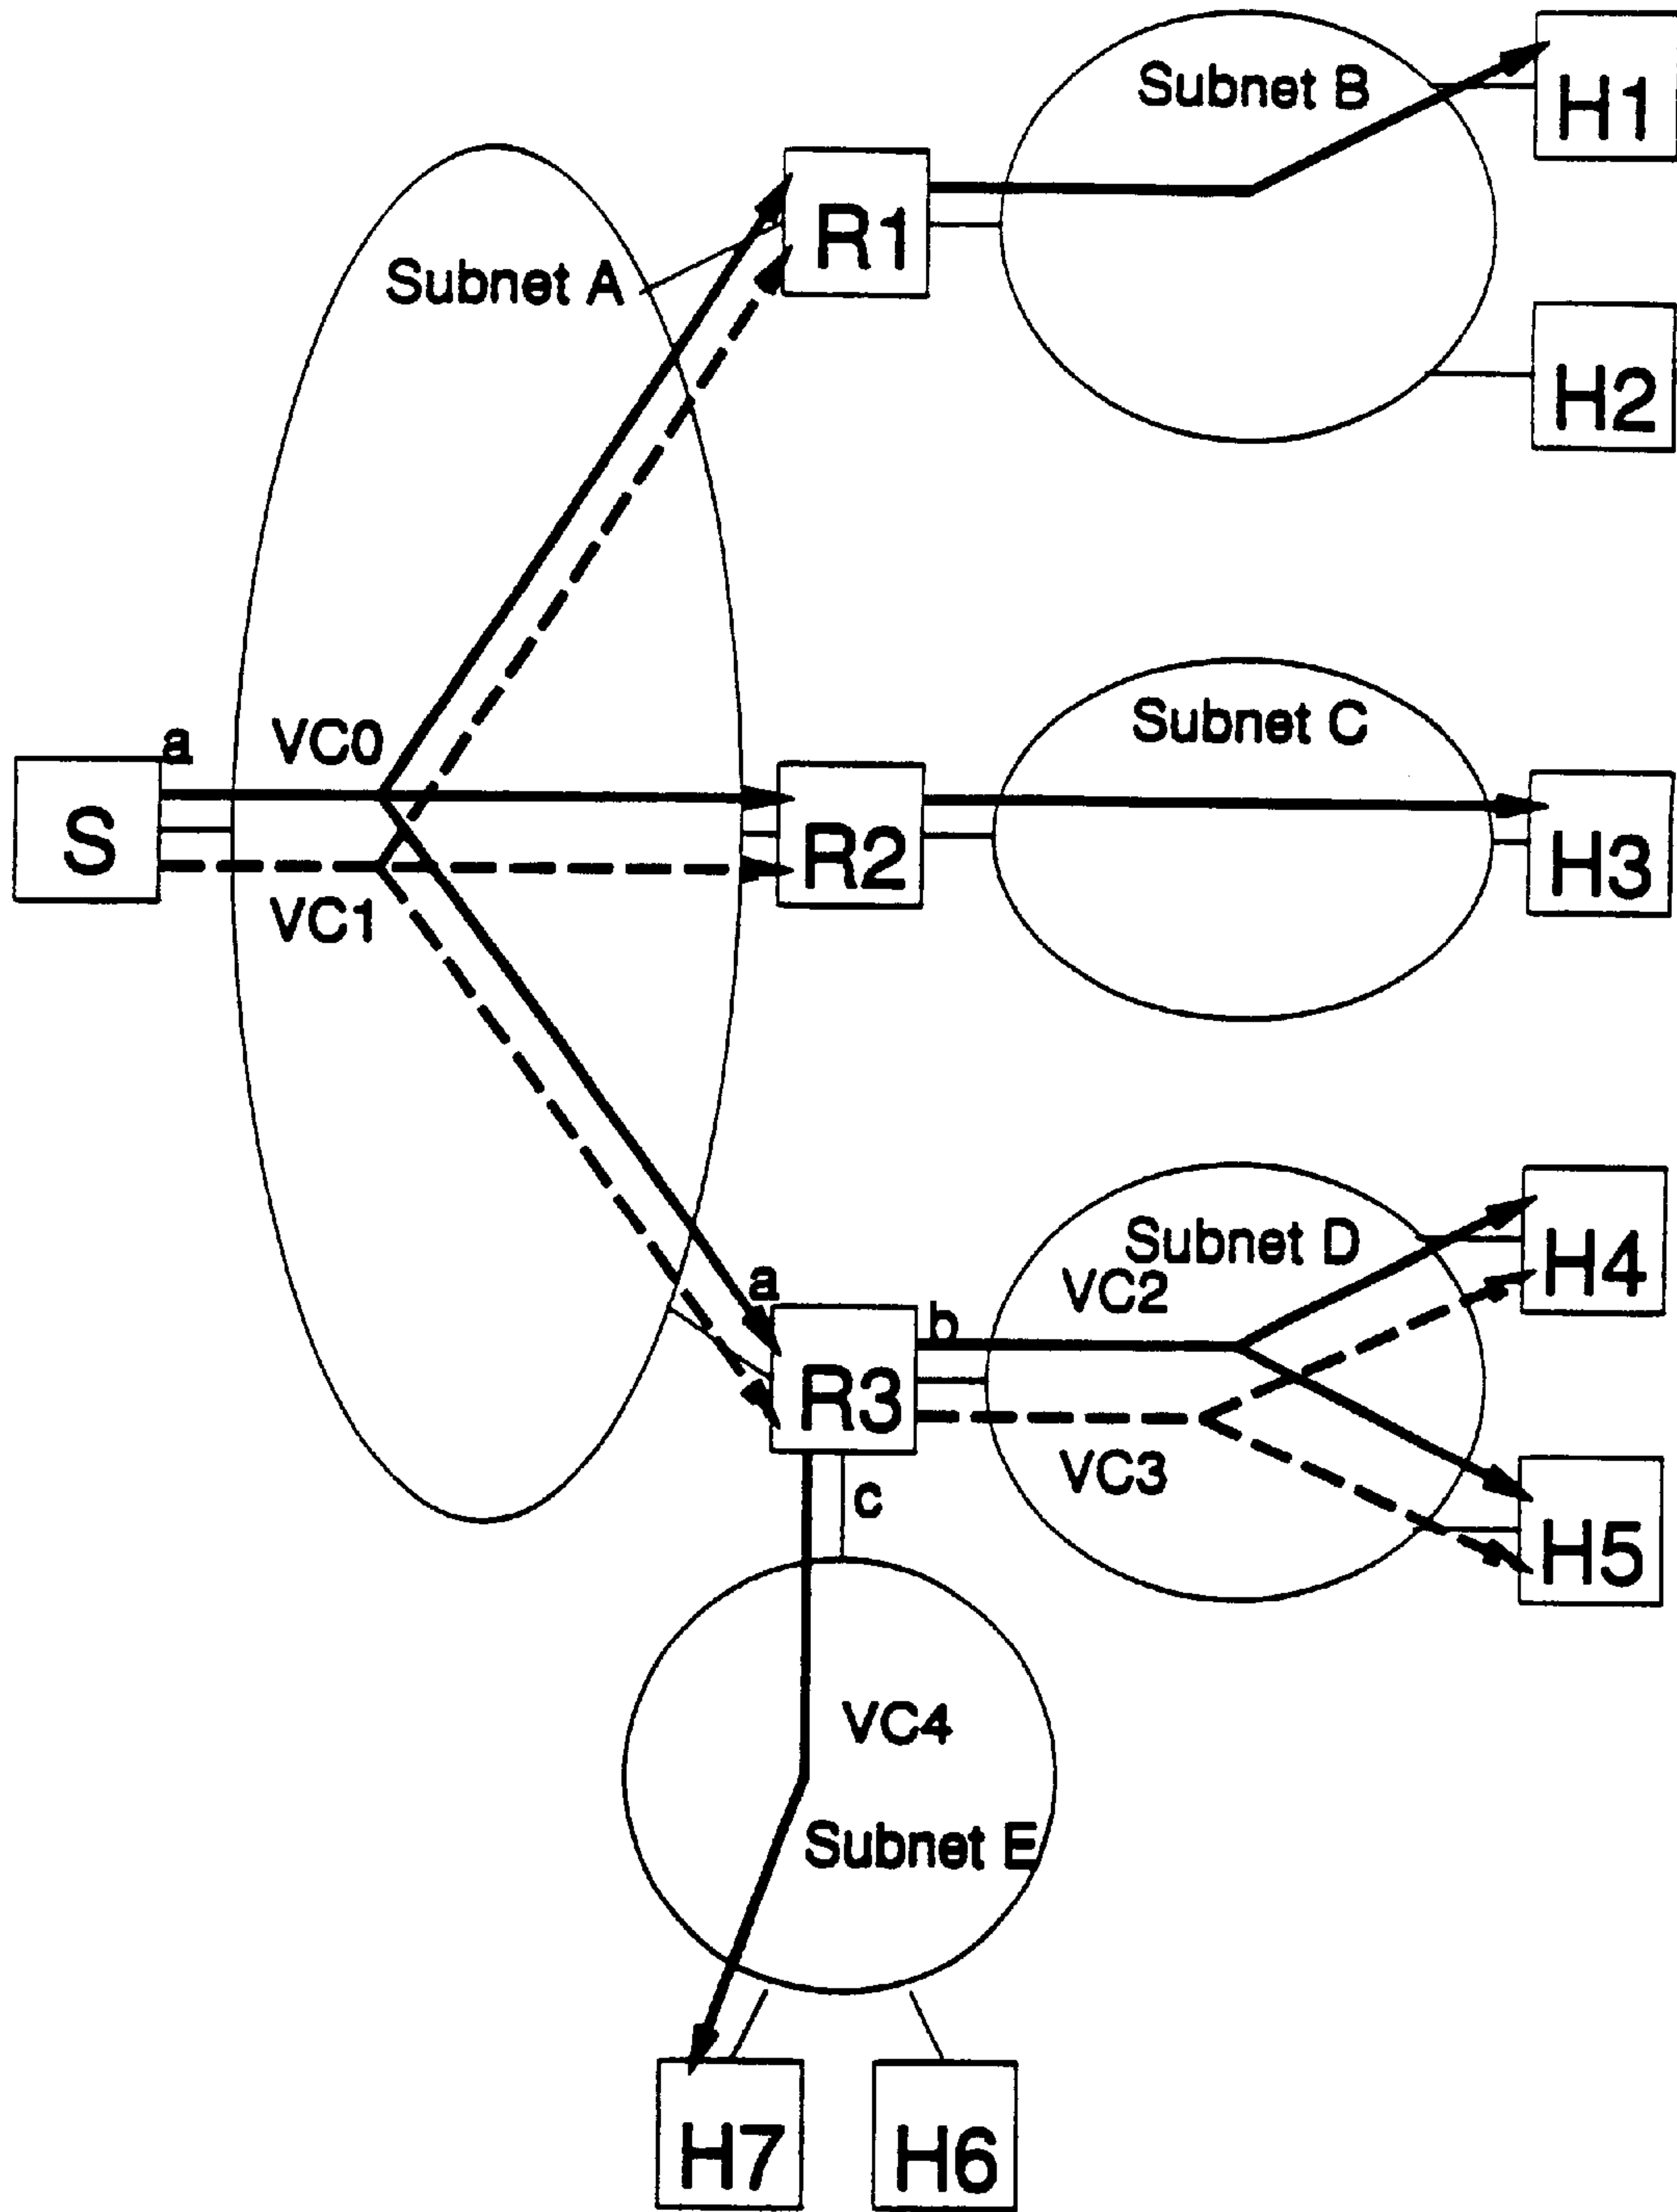 Subnet B
H1
R1
Subnet A
H2
a
VC0
Subnet C
S
R2
H3
VC1
Subnet D
H4
a
VC2
b
R3
VC3
c
H5
VC4
Subnet E
H7
H6